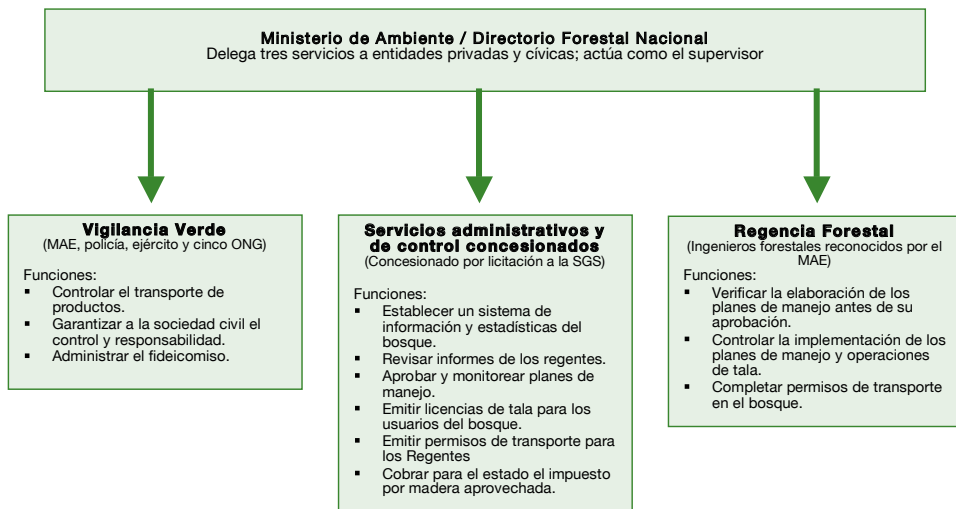 Ministerio de Ambiente / Directorio Forestal Nacional
Delega tres servicios a entidades privadas y cívicas; actúa como el supervisor
Vigilancia Verde
(MAE, policía, ejército y cinco ONG)
Funciones:
▪ Controlar el transporte de
productos.
▪ Garantizar a la sociedad civil el
control y responsabilidad.
▪ Administrar el fideicomiso.
Servicios administrativos y
de control concesionados
(Concesionado por licitación a la SGS)
Funciones:
▪ Establecer un sistema de
información y estadísticas del
bosque.
▪ Revisar informes de los regentes.
▪ Aprobar y monitorear planes de
manejo.
▪ Emitir licencias de tala para los
usuarios del bosque.
▪ Emitir permisos de transporte para
los Regentes
▪ Cobrar para el estado el impuesto
por madera aprovechada.
Regencia Forestal
(Ingenieros forestales reconocidos por el
MAE)
Funciones:
▪ Verificar la elaboración de los
planes de manejo antes de su
aprobación.
▪ Controlar la implementación de los
planes de manejo y operaciones
de tala.
▪ Completar permisos de transporte
en el bosque.